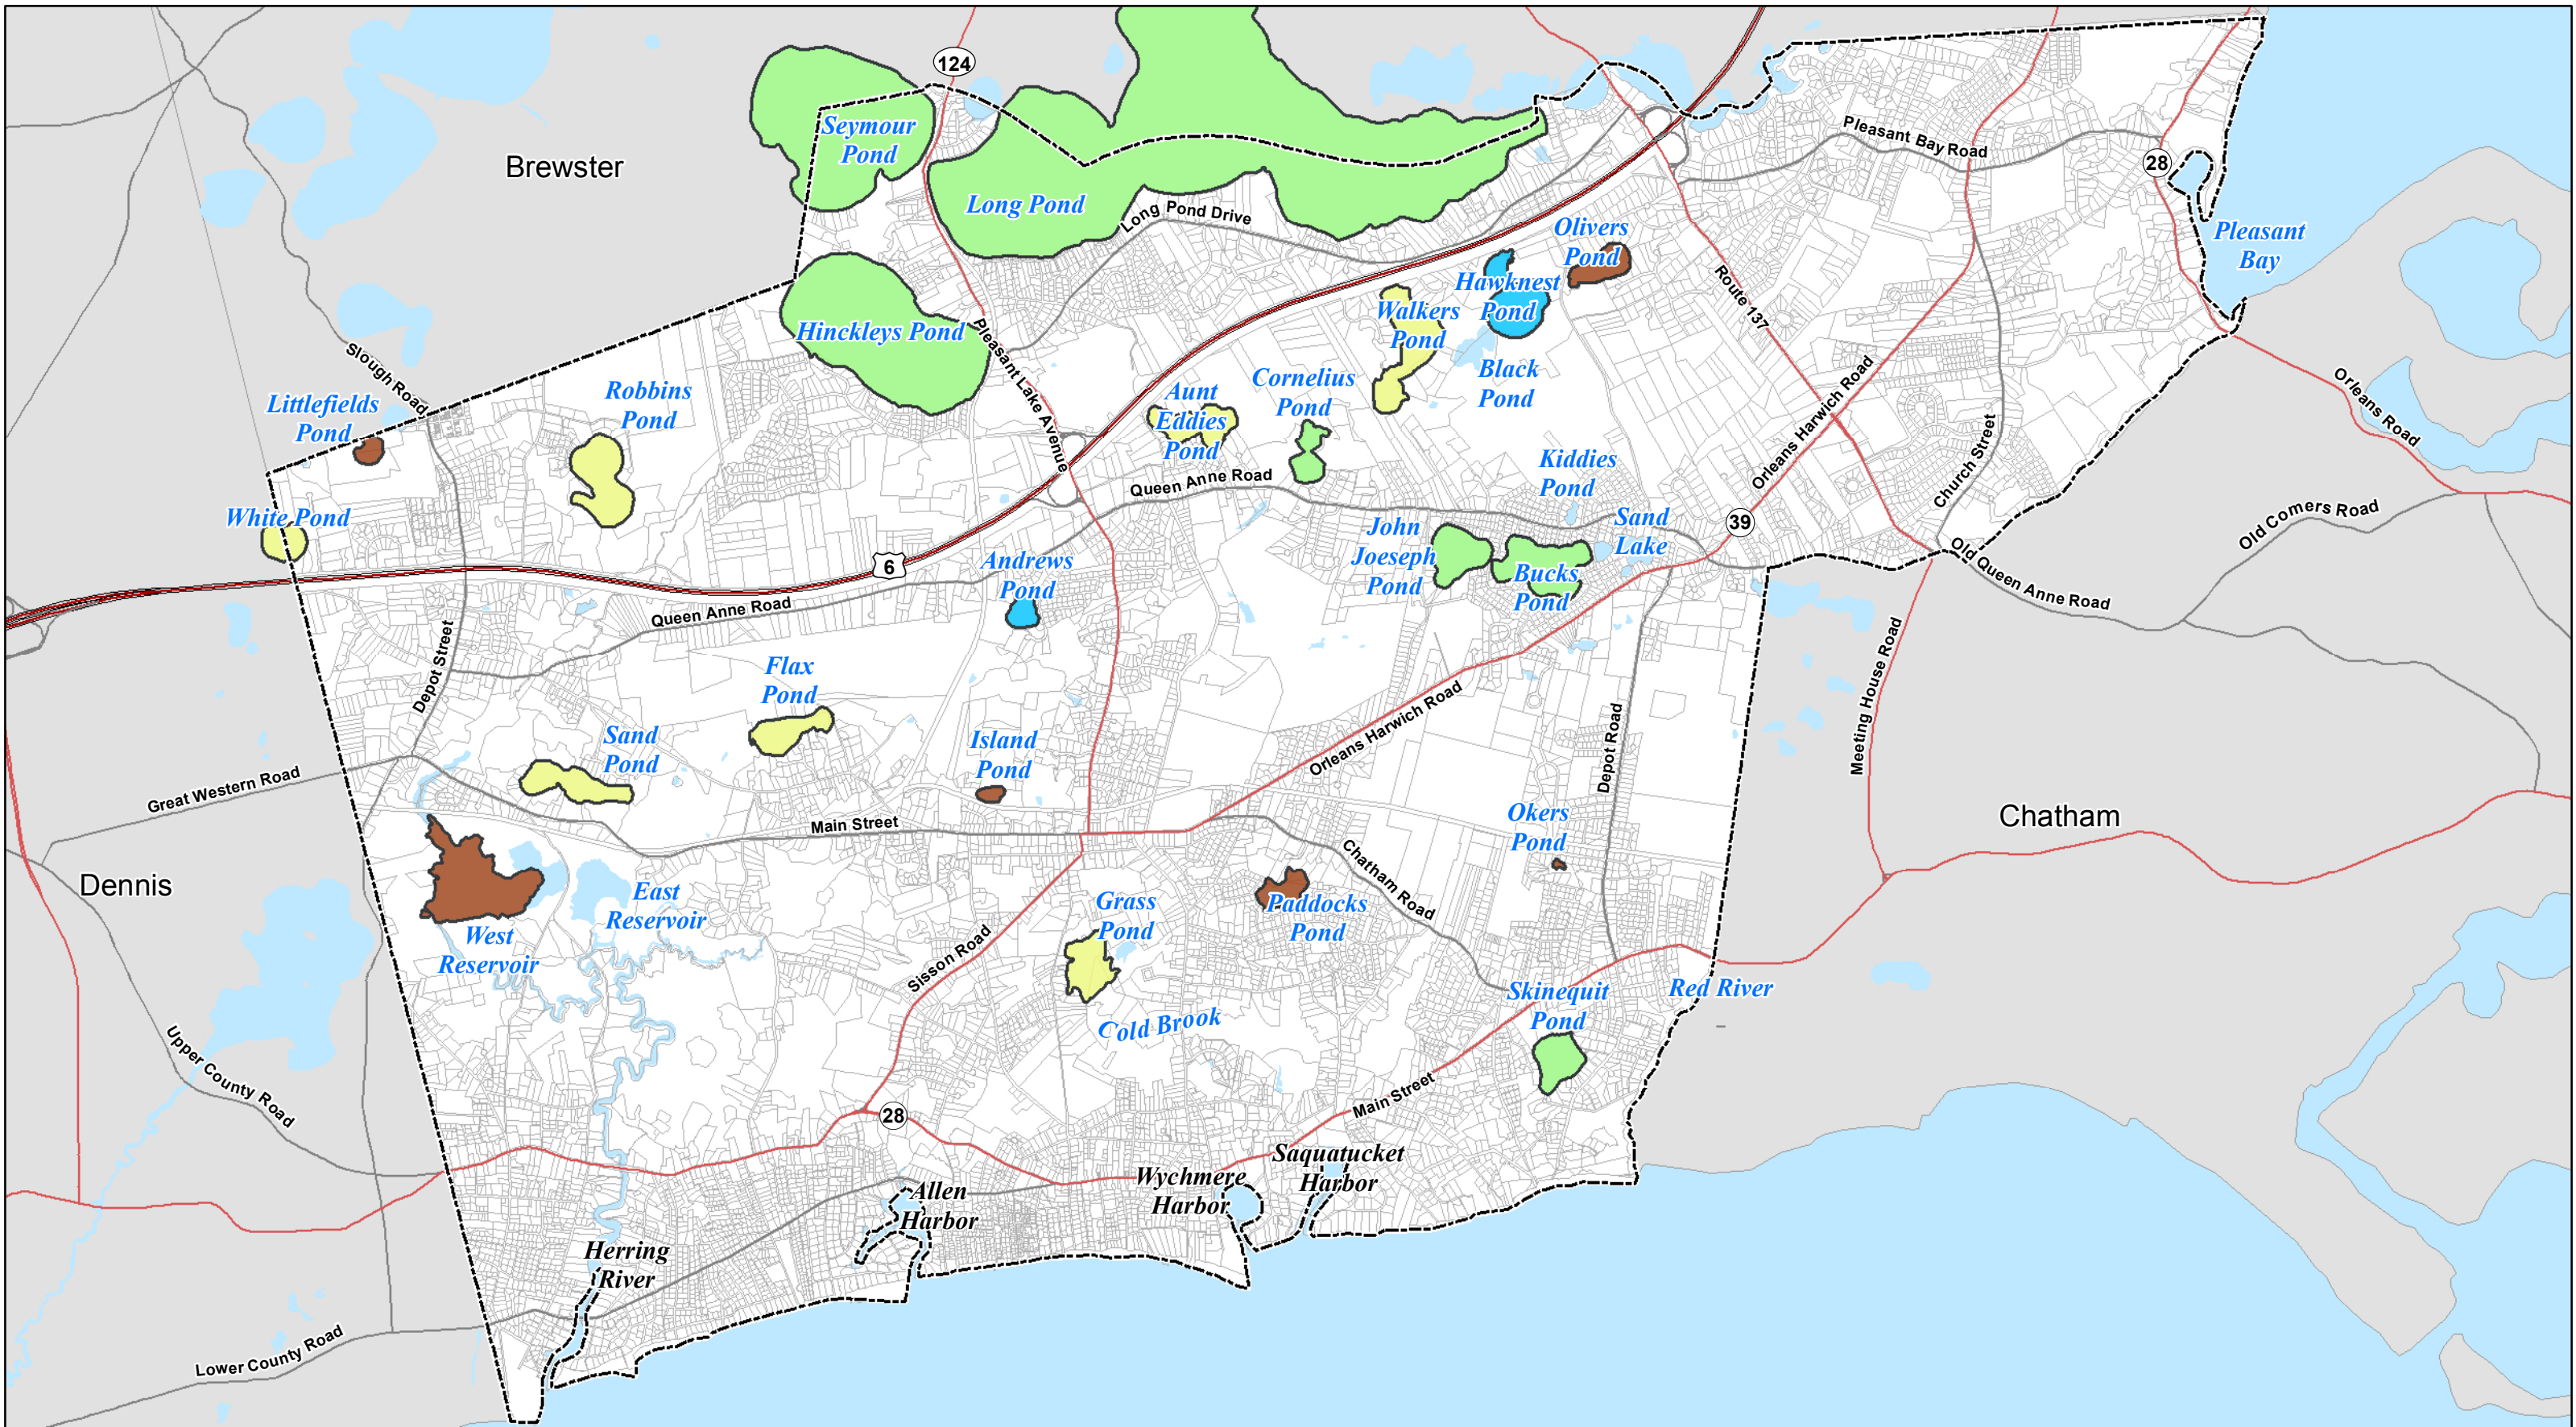 124
Seymour
Pond
Brewster
Long Pond
Long Pond Drive
Pleasant Bay Road
28
Pleasant
Bay
Olivers
Pond
Hawknest
Pond
Walkers
Pond
Black
Pond
Route 137
Hinckleys Pond
Pleasant Lake Avenue
Slough Road
Littlefields
Pond
Robbins
Pond
Aunt
Eddies
Pond
Cornelius
Pond
Orleans Harwich Road
Church Street
Orleans Road
White Pond
Queen Anne Road
Kiddies
Pond
Sand
Lake
John
Joeseph
Pond
Bucks
Pond
39
Old Comers Road
Old Queen Anne Road
6
Andrews
Pond
Queen Anne Road
Depot Street
Flax
Pond
Sand
Pond
Island
Pond
Orleans Harwich Road
Depot Road
Meeting House Road
Great Western Road
Main Street
Okers
Pond
Chatham
Dennis
Chatham Road
East
Reservoir
West
Reservoir
Grass
Pond
Paddocks
Pond
Sisson Road
Cold Brook
Skinequit
Pond
Red River
Upper County Road
28
Main Street
Saquatucket
Harbor
Wychmere
Harbor
Allen
Harbor
Herring
River
Lower County Road